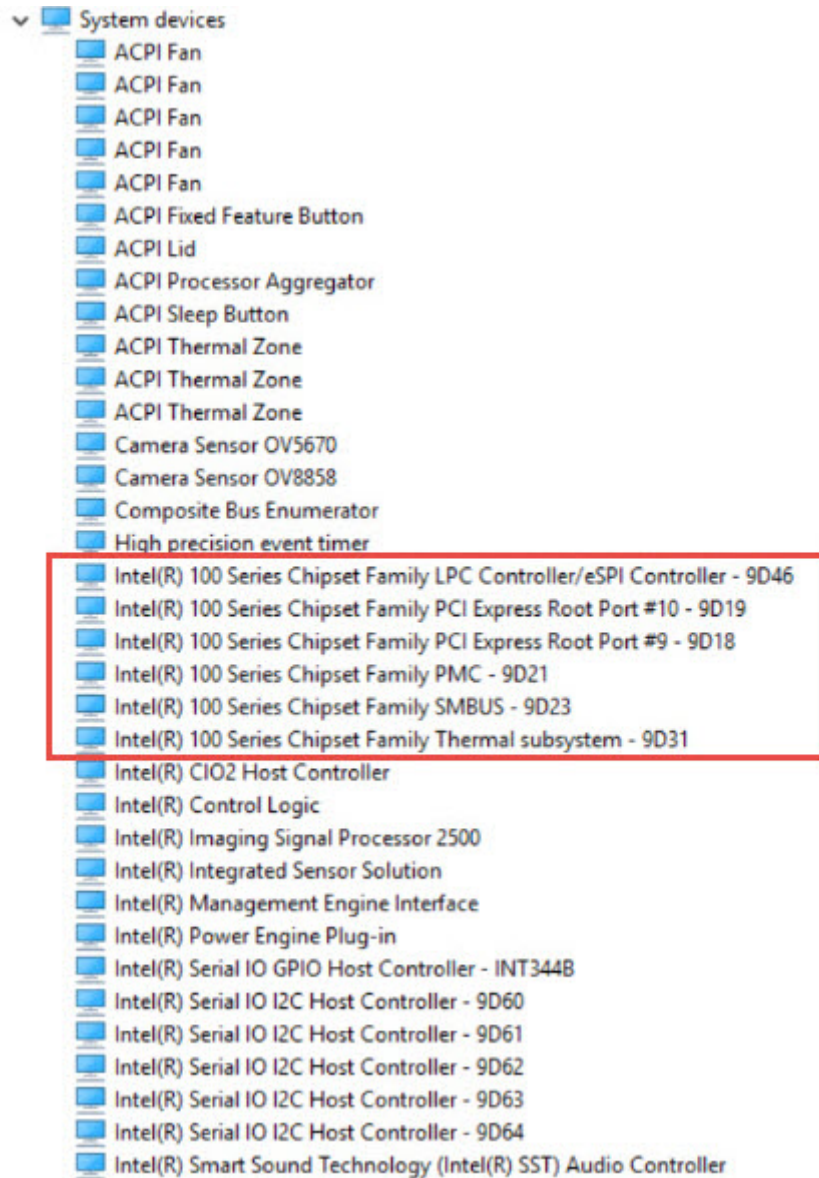 System devices
ACPI Fan
ACPI Fan
ACPI Fan
ACPI Fan
ACPI Fan
ACPI Fixed Feature Button
ACPI Lid
ACPI Processor Aggregator
ACPI Sleep Button
ACPI Thermal Zone
ACPI Thermal Zone
ACPI Thermal Zone
Camera Sensor OV5670
Camera Sensor OV8858
Composite Bus Enumerator
High precision event timer
Intel(R) 100 Series Chipset Family LPC Controller/eSPI Controller - 9D46
Intel(R) 100 Series Chipset Family PCI Express Root Port #10 - 9D19
Intel(R) 100 Series Chipset Family PCI Express Root Port #9 - 9D18
Intel(R) 100 Series Chipset Family PMC - 9D21
Intel(R) 100 Series Chipset Family SMBUS - 9D23
Intel(R) 100 Series Chipset Family Thermal subsystem - 9D31
Intel(R) CIO2 Host Controller
Intel(R) Control Logic
Intel(R) Imaging Signal Processor 2500
Intel(R) Integrated Sensor Solution
Intel(R) Management Engine Interface
Intel(R) Power Engine Plug-in
Intel(R) Serial IO GPIO Host Controller - INT344B
Intel(R) Serial IO I2C Host Controller - 9D60
Intel(R) Serial IO I2C Host Controller - 9D61
Intel(R) Serial IO I2C Host Controller - 9D62
Intel(R) Serial IO I2C Host Controller - 9D63
Intel(R) Serial IO I2C Host Controller - 9D64
Intel(R) Smart Sound Technology (Intel(R) SST) Audio Controller